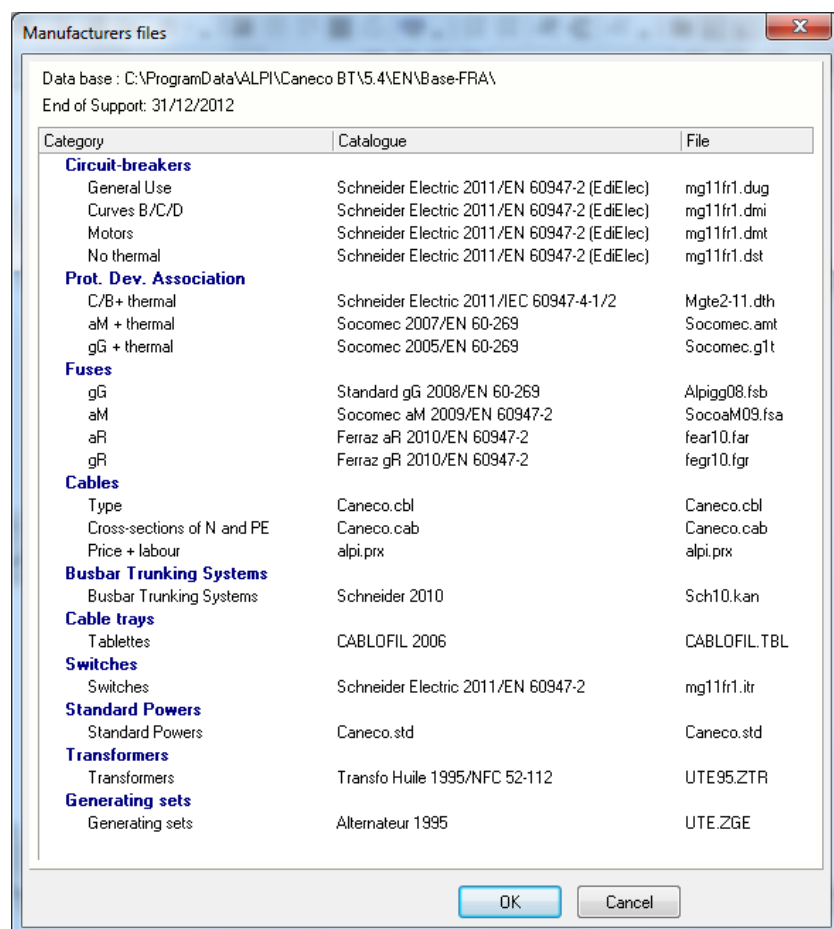 Manufacturers files
Data base : C:\ProgramData\ALPI\Caneco BT\5.4\EN\Base-FRA\
End of Support: 31/12/2012
Category Catalogue File
Circuit-breakers
General Use Schneider Electric 2011/EN 60947-2 (EdiElec) mg11fr1.dug
Curves B/C/D Schneider Electric 2011/EN 60947-2 (EdiElec) mg11fr1.dmi
Motors Schneider Electric 2011/EN 60947-2 (EdiElec) mg11fr1.dmt
No thermal Schneider Electric 2011/EN 60947-2 (EdiElec) mg11fr1.dst
Prot. Dev. Association
C/B+ thermal Schneider Electric 2011/IEC 60947-4-1/2 Mgte2-11.dth
aM + thermal Socomec 2007/EN 60-269 Socomec.amt
gG + thermal Socomec 2005/EN 60-269 Socomec.g1t
Fuses
gG Standard gG 2008/EN 60-269 Alpigg08.fsb
aM Socomec aM 2009/EN 60947-2 SocoaM09.fsa
aR Ferraz aR 2010/EN 60947-2 fear10.far
gR Ferraz gR 2010/EN 60947-2 fegr10.fgr
Cables
Type Caneco.cbl Caneco.cbl
Cross-sections of N and PE Caneco.cab Caneco.cab
Price + labour alpi.prx alpi.prx
Busbar Trunking Systems
Busbar Trunking Systems Schneider 2010 Sch10.kan
Cable trays
Tablettes CABLOFIL 2006 CABLOFIL.TBL
Switches
Switches Schneider Electric 2011/EN 60947-2 mg11fr1.itr
Standard Powers
Standard Powers Caneco.std Caneco.std
Transformers
Transformers Transfo Huile 1995/NFC 52-112 UTE95.ZTR
Generating sets
Generating sets Alternateur 1995 UTE.ZGE
OK Cancel